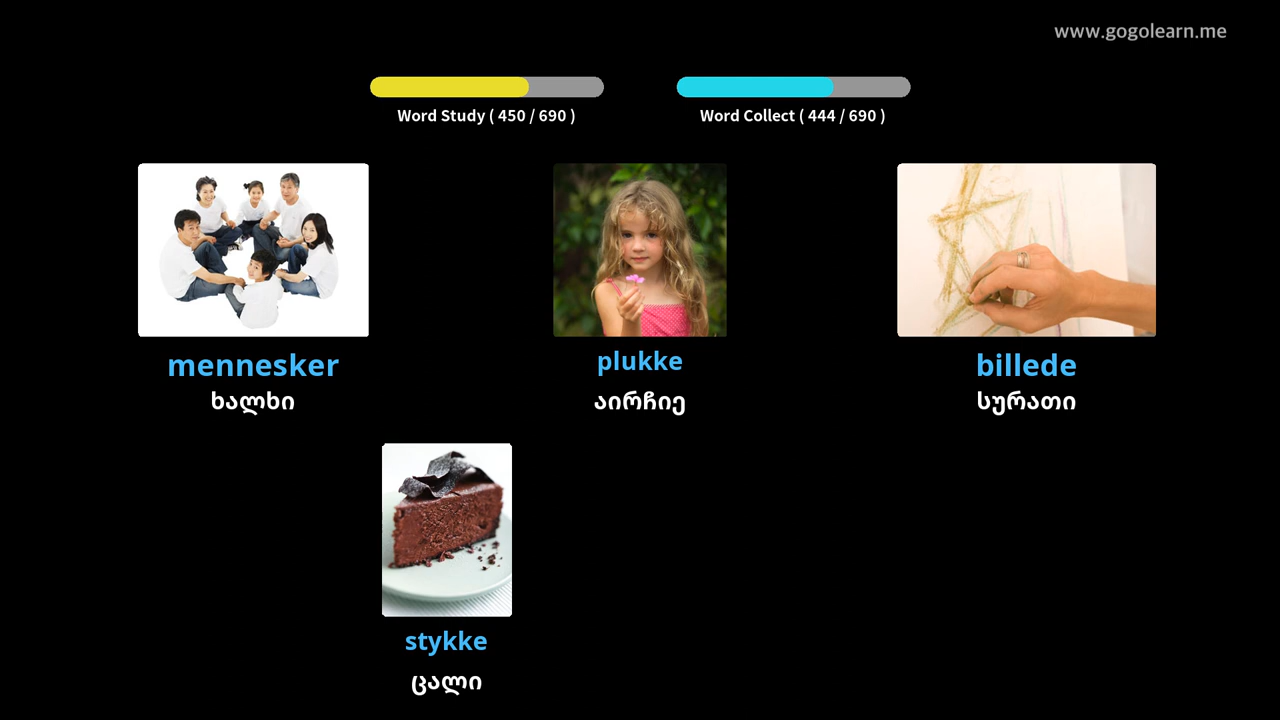 www.gogolearn.me
Word Study ( 450 / 690 )
Word Collect ( 444 / 690 )
mennesker
ხალხი
plukke
აირჩიე
billede
სურათი
stykke
ცალი